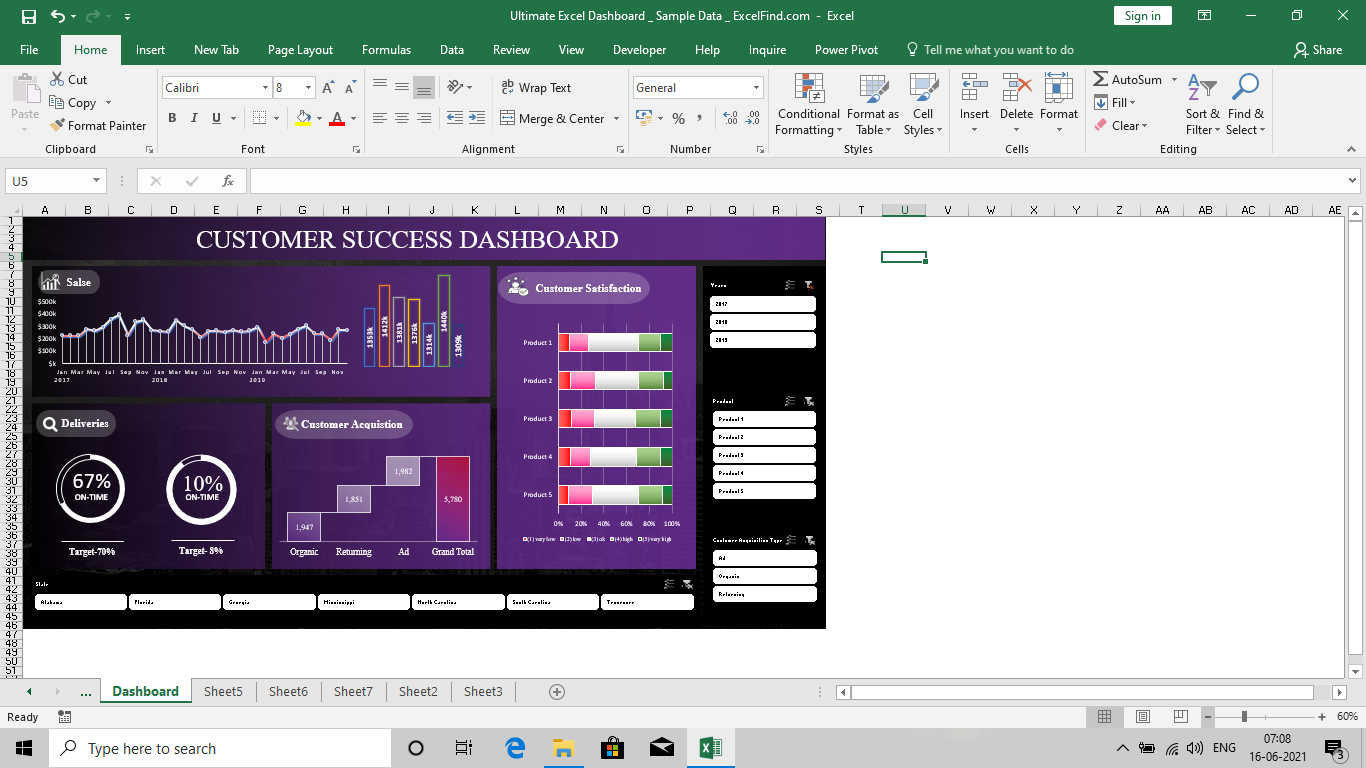 Ultimate Excel Dashboard _ Sample Data _ ExcelFind.com - Excel
Sign in
File Home Insert New Tab Page Layout Formulas Data Review View Developer Help Inquire Power Pivot Tell me what you want to do Share
Cut
Copy
Paste
Format Painter
Clipboard
Calibri 8
B I U
Font
Wrap Text
Merge & Center
Alignment
General
%
Number
Conditional Formatting
Format as Table
Cell Styles
Styles
Insert Delete Format
Cells
AutoSum
Fill
Clear
Sort & Filter
Find & Select
Editing
U5
fx
A B C D E F G H I J K L M N O P Q R S T U V W X Y Z AA AB AC AD AE
CUSTOMER SUCCESS DASHBOARD
Salse
$500k
$400k
$300k
$200k
$100k
$k
Jan Mar May Jul Sep Nov Jan Mar May Jul Sep Nov Jan Mar May Jul Sep Nov
2017 2018 2019
1353k 1412k 1381k 1376k 1314k 1440k 1309k
Deliveries
67%
ON-TIME
Target-70%
10%
ON-TIME
Target- 8%
Customer Acquistion
1,982
1,851
5,780
1,947
Organic Returning Ad Grand Total
Customer Satisfaction
Product 1
Product 2
Product 3
Product 4
Product 5
0% 20% 40% 60% 80% 100%
(1) very low (2) low (3) ok (4) high (5) very high
Years
2017
2018
2019
Product
Product 1
Product 2
Product 3
Product 4
Product 5
Customer Acquisition Type
Ad
Organic
Returning
State
Alabama Florida Georgia Mississippi North Carolina South Carolina Tennessee
... Dashboard Sheet5 Sheet6 Sheet7 Sheet2 Sheet3
Ready
60%
Type here to search
ENG
07:08
16-06-2021
3